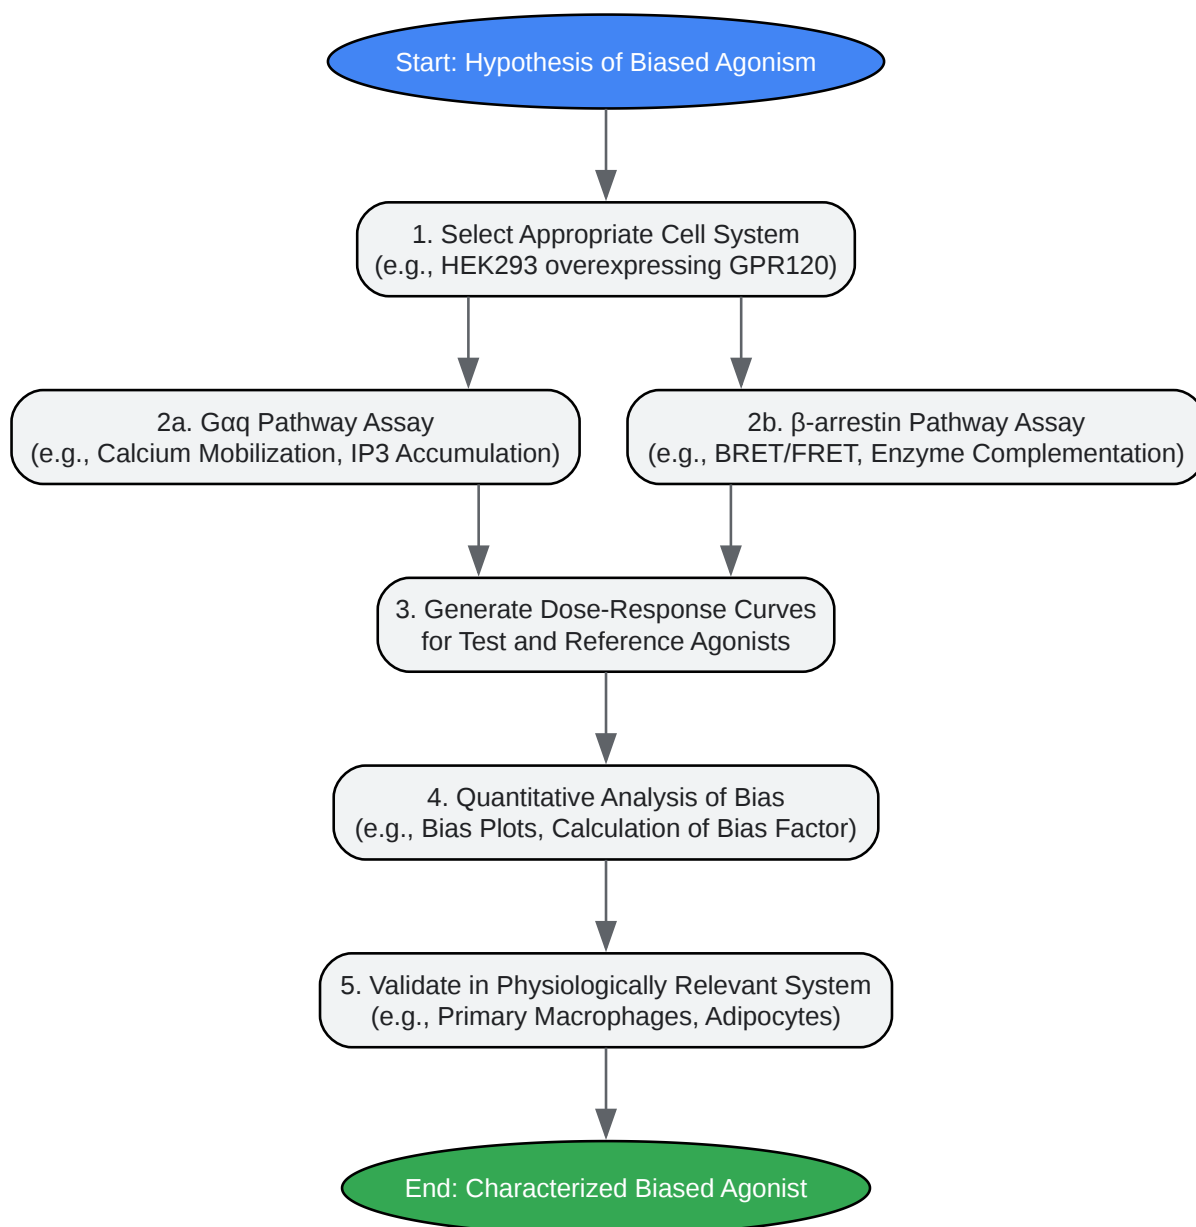 Start: Hypothesis of Biased Agonism
1. Select Appropriate Cell System
(e.g., HEK293 overexpressing GPR120)
2a. Gαq Pathway Assay
(e.g., Calcium Mobilization, IP3 Accumulation)
2b. β-arrestin Pathway Assay
(e.g., BRET/FRET, Enzyme Complementation)
3. Generate Dose-Response Curves
for Test and Reference Agonists
4. Quantitative Analysis of Bias
(e.g., Bias Plots, Calculation of Bias Factor)
5. Validate in Physiologically Relevant System
(e.g., Primary Macrophages, Adipocytes)
End: Characterized Biased Agonist